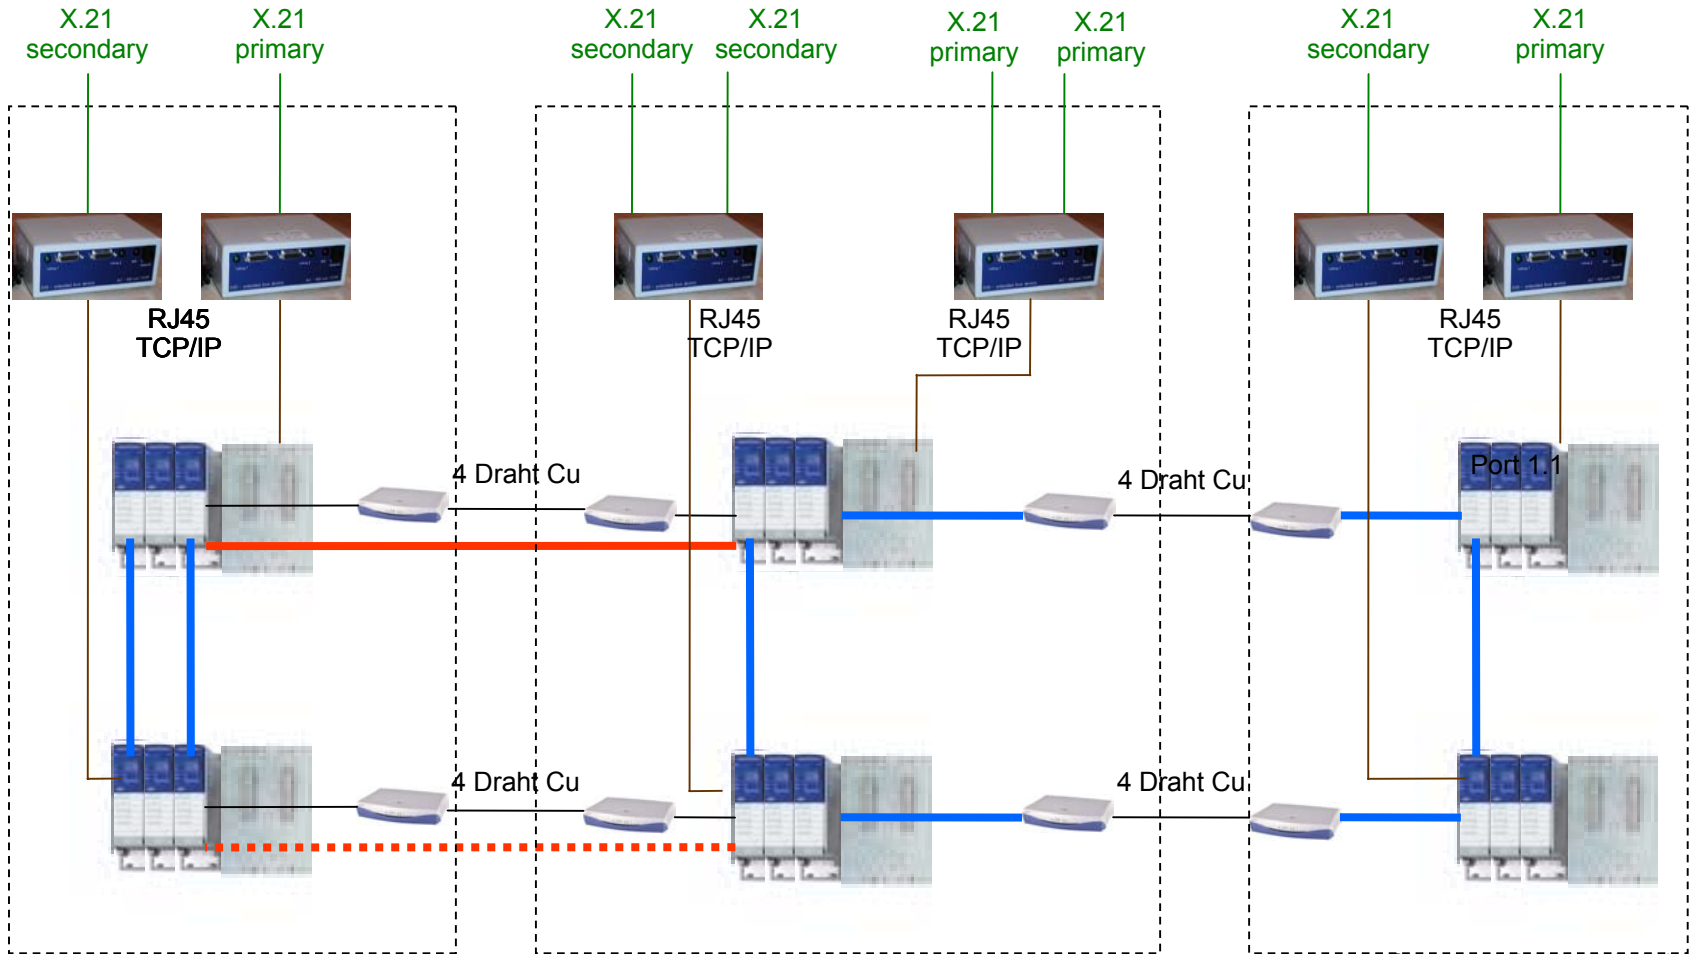 X.21
secondary
X.21
primary
X.21
secondary
X.21
secondary
X.21
primary
X.21
primary
X.21
secondary
X.21
primary
RJ45
TCP/IP
RJ45
TCP/IP
RJ45
TCP/IP
RJ45
TCP/IP
4 Draht Cu
4 Draht Cu
Port 1.1
4 Draht Cu
4 Draht Cu